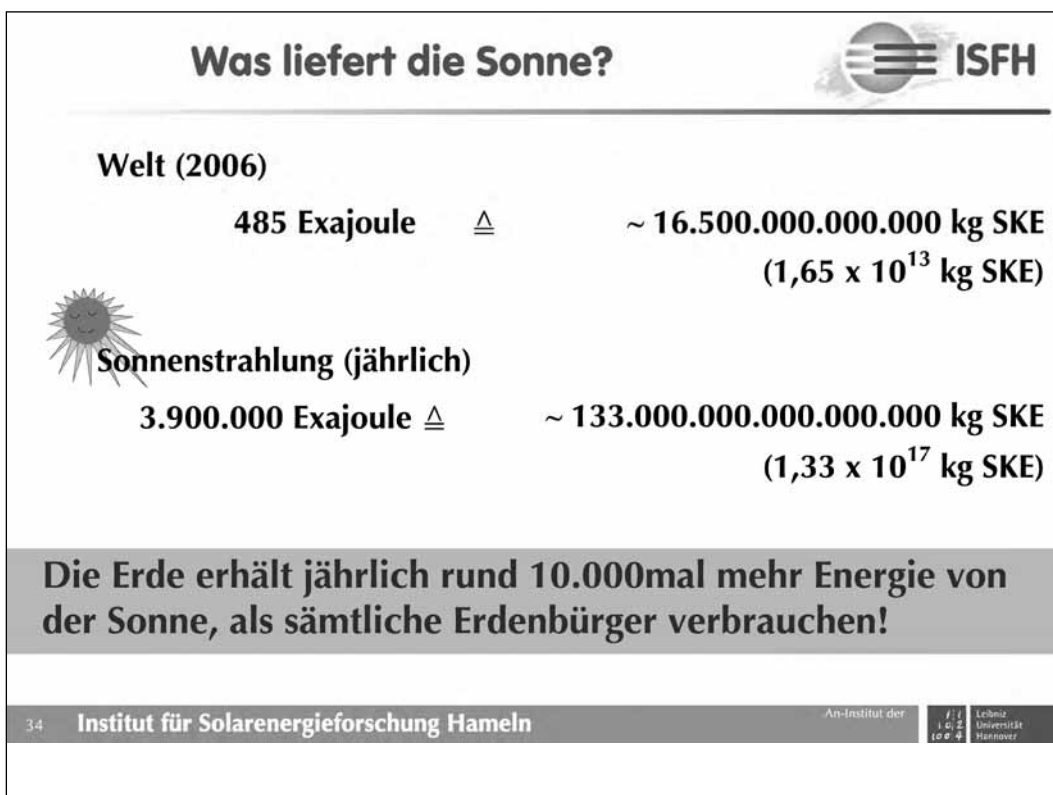 Was liefert die Sonne?
ISFH
Welt (2006)
485 Exajoule ≙ ~ 16.500.000.000.000 kg SKE
(1,65 x 10¹³ kg SKE)
Sonnenstrahlung (jährlich)
3.900.000 Exajoule ≙ ~ 133.000.000.000.000.000 kg SKE
(1,33 x 10¹⁷ kg SKE)
Die Erde erhält jährlich rund 10.000mal mehr Energie von
der Sonne, als sämtliche Erdenbürger verbrauchen!
34 Institut für Solarenergieforschung Hameln
An-Institut der
Leibniz
Universität
Hannover